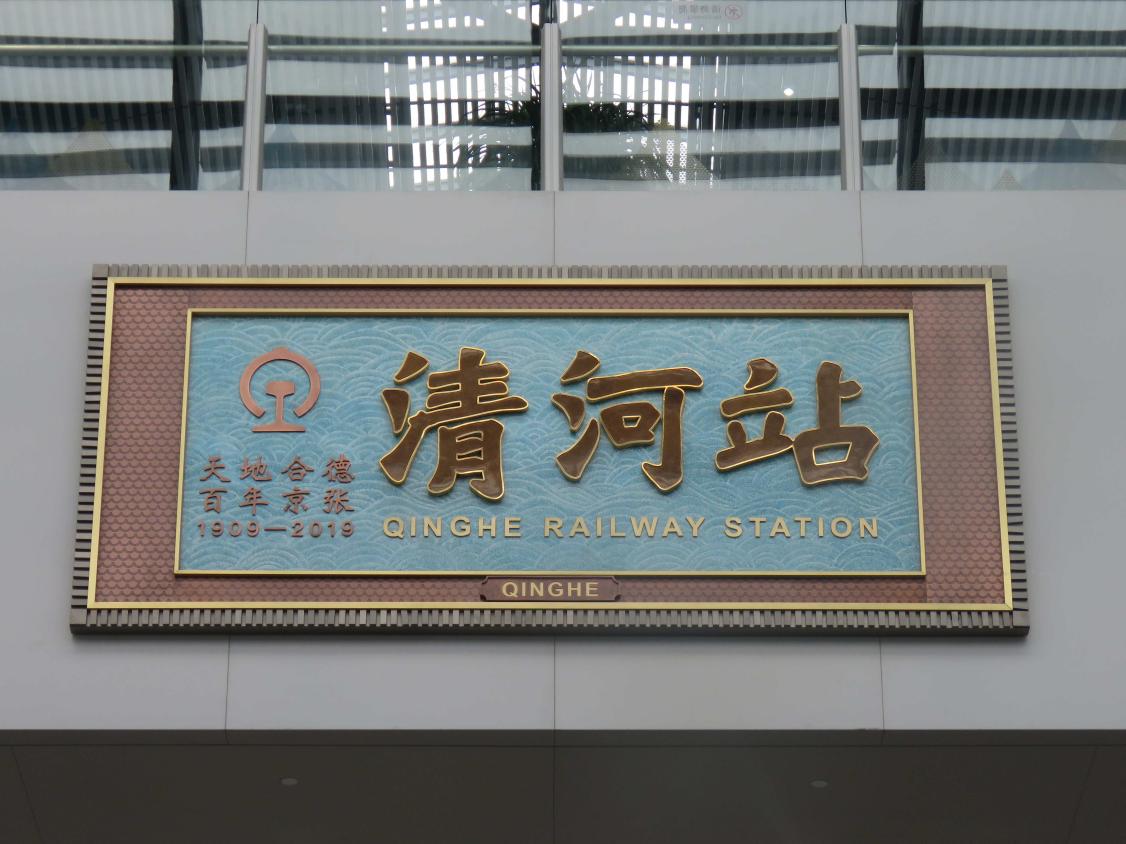 清河站
天地合德
百年京张
1909—2019
QINGHE RAILWAY STATION
QINGHE